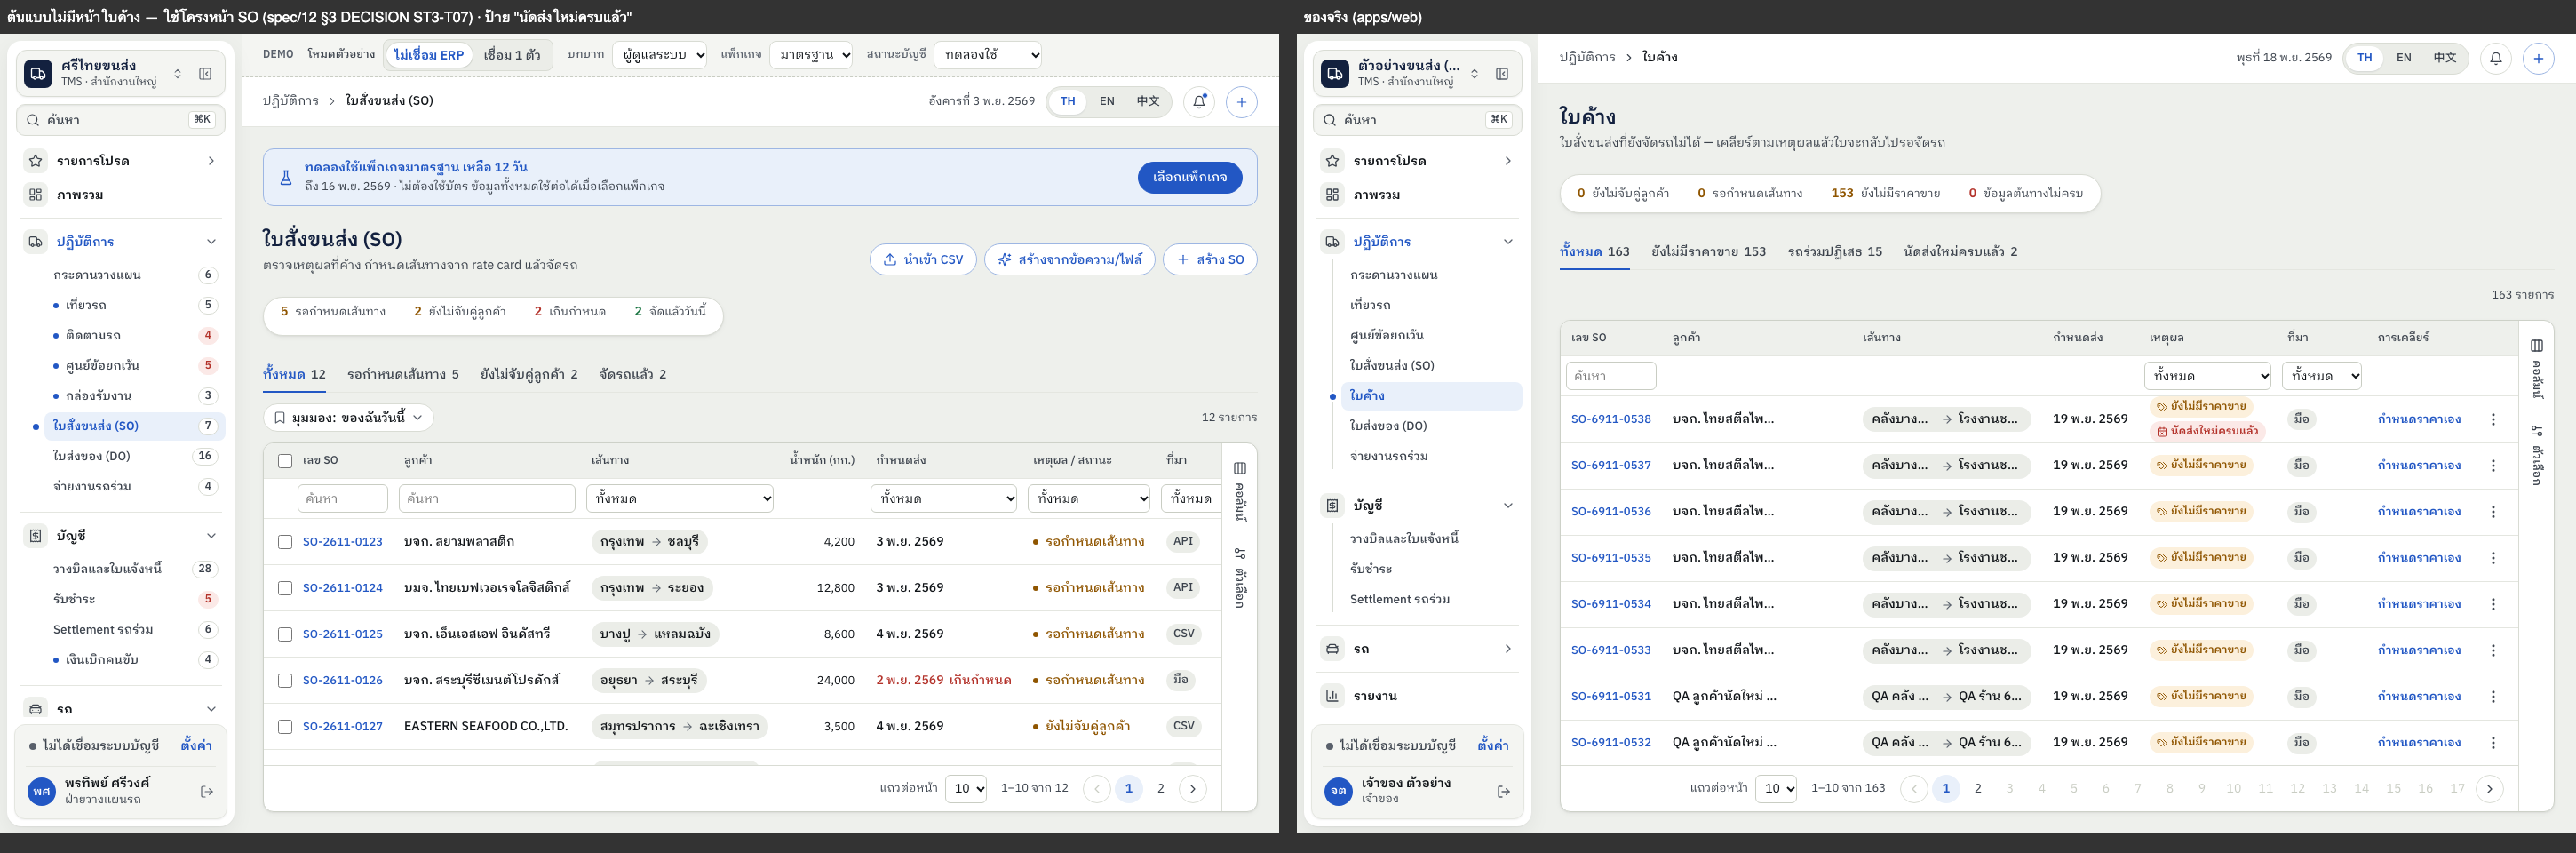 ต้นแบบไม่มีหน้าใบค้าง — ใช้โครงหน้า SO (spec/12 §3 DECISION ST3-T07) · ป้าย "นัดส่งใหม่ครบแล้ว"
ศรีไทยขนส่ง
TMS · สำนักงานใหญ่
ค้นหา ⌘K
รายการโปรด
ภาพรวม
ปฏิบัติการ
กระดานวางแผน 6
เที่ยวรถ 5
ติดตามรถ 4
ศูนย์ข้อยกเว้น 5
กล่องรับงาน 3
ใบสั่งขนส่ง (SO) 7
ใบส่งของ (DO) 16
จ่ายงานรถร่วม 4
บัญชี
วางบิลและใบแจ้งหนี้ 28
รับชำระ 5
Settlement รถร่วม 6
เงินเบิกคนขับ 4
รถ
ไม่ได้เชื่อมระบบบัญชี ตั้งค่า
พศ พรทิพย์ ศรีวงศ์
ฝ่ายวางแผนรถ
DEMO โหมดตัวอย่าง ไม่เชื่อม ERP เชื่อม 1 ตัว บทบาท ผู้ดูแลระบบ แพ็กเกจ มาตรฐาน สถานะบัญชี ทดลองใช้
ปฏิบัติการ > ใบสั่งขนส่ง (SO) อังคารที่ 3 พ.ย. 2569 TH EN 中文
ทดลองใช้แพ็กเกจมาตรฐาน เหลือ 12 วัน
ถึง 16 พ.ย. 2569 · ไม่ต้องใช้บัตร ข้อมูลทั้งหมดใช้ต่อได้เมื่อเลือกแพ็กเกจ
เลือกแพ็กเกจ
ใบสั่งขนส่ง (SO)
ตรวจเหตุผลที่ค้าง กำหนดเส้นทางจาก rate card แล้วจัดรถ
นำเข้า CSV สร้างจากข้อความ/ไฟล์ + สร้าง SO
5 รอกำหนดเส้นทาง 2 ยังไม่จับคู่ลูกค้า 2 เกินกำหนด 2 จัดแล้ววันนี้
ทั้งหมด 12 รอกำหนดเส้นทาง 5 ยังไม่จับคู่ลูกค้า 2 จัดรถแล้ว 2
มุมมอง: ของฉันวันนี้ 12 รายการ
เลข SO ลูกค้า เส้นทาง น้ำหนัก (กก.) กำหนดส่ง เหตุผล / สถานะ ที่มา
ค้นหา ค้นหา ทั้งหมด ทั้งหมด ทั้งหมด ทั้งหมด
SO-2611-0123 บจก. สยามพลาสติก กรุงเทพ → ชลบุรี 4,200 3 พ.ย. 2569 รอกำหนดเส้นทาง API
SO-2611-0124 บมจ. ไทยเบฟเวอเรจโลจิสติกส์ กรุงเทพ → ระยอง 12,800 3 พ.ย. 2569 รอกำหนดเส้นทาง API
SO-2611-0125 บจก. เอ็นเอสเอฟ อินดัสทรี บางปู → แหลมฉบัง 8,600 4 พ.ย. 2569 รอกำหนดเส้นทาง CSV
SO-2611-0126 บจก. สระบุรีซีเมนต์โปรดักส์ อยุธยา → สระบุรี 24,000 2 พ.ย. 2569 เกินกำหนด รอกำหนดเส้นทาง มือ
SO-2611-0127 EASTERN SEAFOOD CO.,LTD. สมุทรปราการ → ฉะเชิงเทรา 3,500 4 พ.ย. 2569 ยังไม่จับคู่ลูกค้า CSV
แถวต่อหน้า 10 1–10 จาก 12 1 2
คอลัมน์
ตัวเลือก
ของจริง (apps/web)
ตัวอย่างขนส่ง (...
TMS · สำนักงานใหญ่
ค้นหา ⌘K
รายการโปรด
ภาพรวม
ปฏิบัติการ
กระดานวางแผน
เที่ยวรถ
ศูนย์ข้อยกเว้น
ใบสั่งขนส่ง (SO)
ใบค้าง
ใบส่งของ (DO)
จ่ายงานรถร่วม
บัญชี
วางบิลและใบแจ้งหนี้
รับชำระ
Settlement รถร่วม
รถ
รายงาน
ไม่ได้เชื่อมระบบบัญชี ตั้งค่า
จต เจ้าของ ตัวอย่าง
เจ้าของ
ปฏิบัติการ > ใบค้าง พุธที่ 18 พ.ย. 2569 TH EN 中文
ใบค้าง
ใบสั่งขนส่งที่ยังจัดรถไม่ได้ — เคลียร์ตามเหตุผลแล้วใบจะกลับไปรอจัดรถ
0 ยังไม่จับคู่ลูกค้า 0 รอกำหนดเส้นทาง 153 ยังไม่มีราคาขาย 0 ข้อมูลต้นทางไม่ครบ
ทั้งหมด 163 ยังไม่มีราคาขาย 153 รถร่วมปฏิเสธ 15 นัดส่งใหม่ครบแล้ว 2
163 รายการ
เลข SO ลูกค้า เส้นทาง กำหนดส่ง เหตุผล ที่มา การเคลียร์
ค้นหา ทั้งหมด ทั้งหมด
SO-6911-0538 บจก. ไทยสตีลไพ... คลังบาง... → โรงงานช... 19 พ.ย. 2569 ยังไม่มีราคาขาย นัดส่งใหม่ครบแล้ว มือ กำหนดราคาเอง
SO-6911-0537 บจก. ไทยสตีลไพ... คลังบาง... → โรงงานช... 19 พ.ย. 2569 ยังไม่มีราคาขาย มือ กำหนดราคาเอง
SO-6911-0536 บจก. ไทยสตีลไพ... คลังบาง... → โรงงานช... 19 พ.ย. 2569 ยังไม่มีราคาขาย มือ กำหนดราคาเอง
SO-6911-0535 บจก. ไทยสตีลไพ... คลังบาง... → โรงงานช... 19 พ.ย. 2569 ยังไม่มีราคาขาย มือ กำหนดราคาเอง
SO-6911-0534 บจก. ไทยสตีลไพ... คลังบาง... → โรงงานช... 19 พ.ย. 2569 ยังไม่มีราคาขาย มือ กำหนดราคาเอง
SO-6911-0533 บจก. ไทยสตีลไพ... คลังบาง... → โรงงานช... 19 พ.ย. 2569 ยังไม่มีราคาขาย มือ กำหนดราคาเอง
SO-6911-0531 QA ลูกค้านัดใหม่ ... QA คลัง ... → QA ร้าน 6... 19 พ.ย. 2569 ยังไม่มีราคาขาย มือ กำหนดราคาเอง
SO-6911-0532 QA ลูกค้านัดใหม่ ... QA คลัง ... → QA ร้าน 6... 19 พ.ย. 2569 ยังไม่มีราคาขาย มือ กำหนดราคาเอง
แถวต่อหน้า 10 1–10 จาก 163 1 2 3 4 5 6 7 8 9 10 11 12 13 14 15 16 17
คอลัมน์
ตัวเลือก